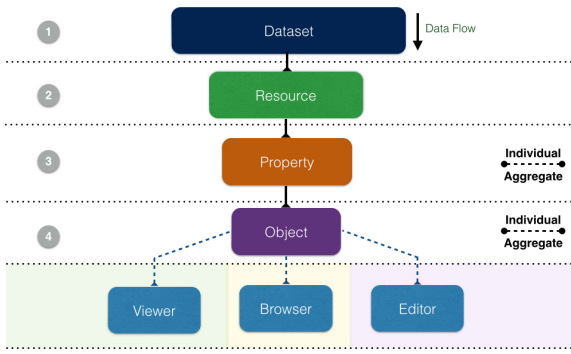 1
Dataset
Data Flow
2
Resource
3
Property
Individual
Aggregate
4
Object
Individual
Aggregate
Viewer
Browser
Editor